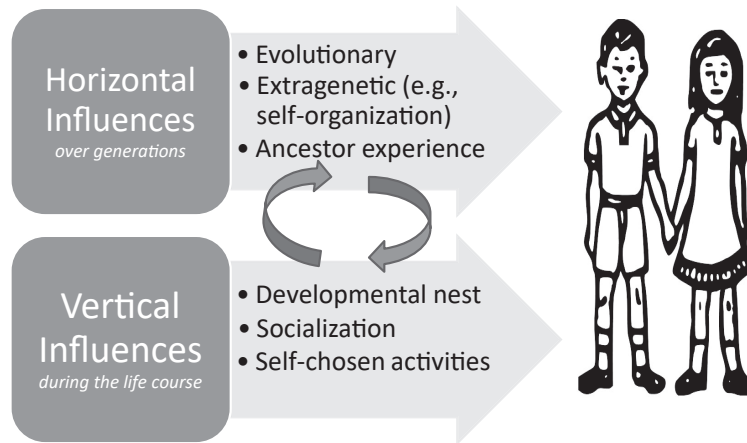 Horizontal
Influences
over generations
• Evolutionary
• Extragenetic (e.g.,
self-organization)
• Ancestor experience
Vertical
Influences
during the life course
• Developmental nest
• Socialization
• Self-chosen activities